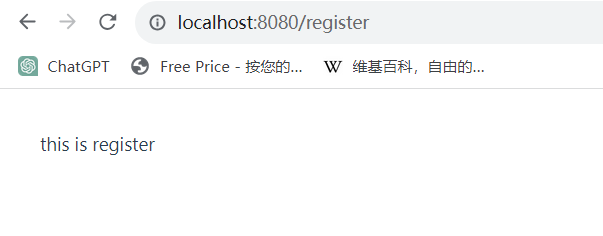 localhost:8080/register
ChatGPT Free Price - 按您的... 维基百科，自由的...
this is register